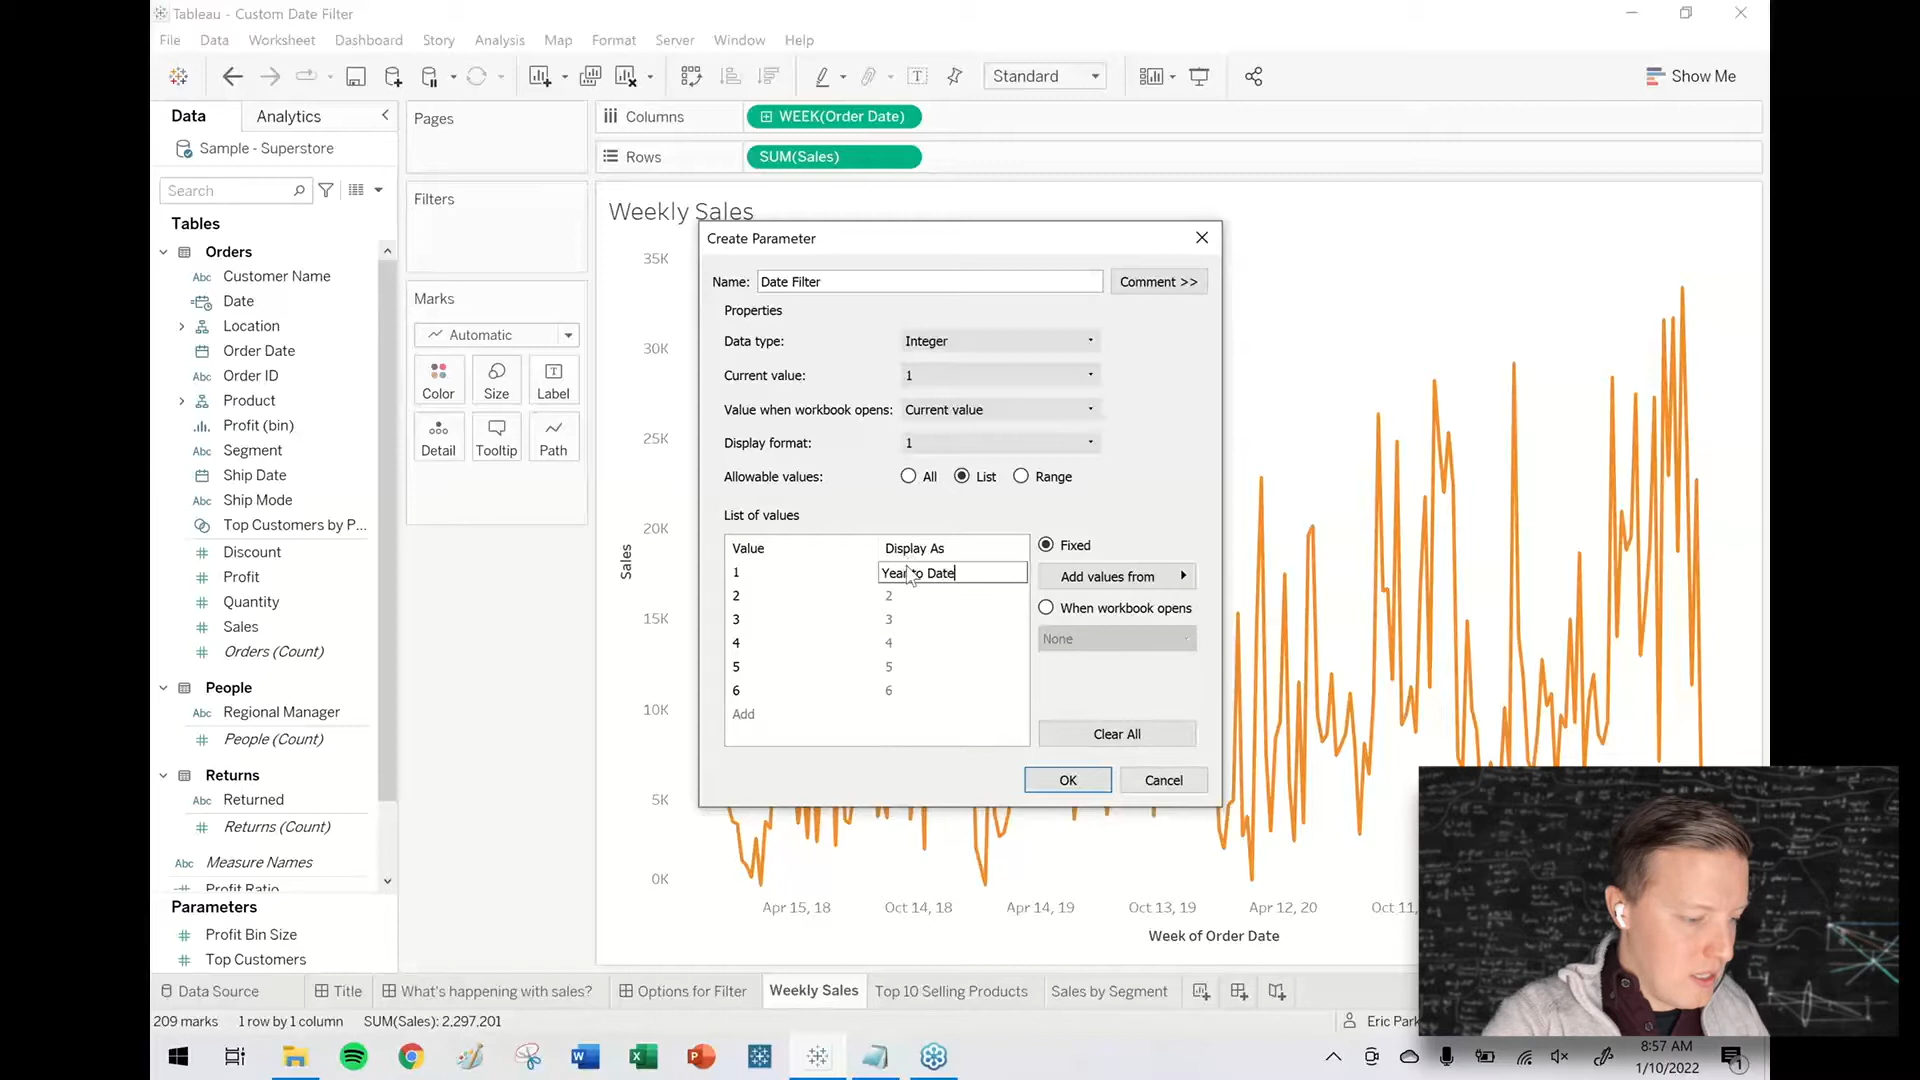 Tableau - Custom Date Filter
File Data Worksheet Dashboard Story Analysis Map Format Server Window Help
Standard
Show Me
Data Analytics
Sample - Superstore
Search
Tables
Orders
Customer Name
Date
Location
Order Date
Order ID
Product
Profit (bin)
Segment
Ship Date
Ship Mode
Top Customers by P...
Discount
Profit
Quantity
Sales
Orders (Count)
People
Regional Manager
People (Count)
Returns
Returned
Returns (Count)
Measure Names
Profit Ratio
Parameters
Profit Bin Size
Top Customers
Pages
Filters
Marks
Automatic
Color Size Label
Detail Tooltip Path
Columns WEEK(Order Date)
Rows SUM(Sales)
Weekly Sales
35K
30K
25K
20K
15K
10K
5K
0K
Sales
Apr 15, 18 Oct 14, 18 Apr 14, 19 Oct 13, 19 Apr 12, 20 Oct 11,
Week of Order Date
Create Parameter
Name: Date Filter Comment >>
Properties
Data type: Integer
Current value: 1
Value when workbook opens: Current value
Display format: 1
Allowable values: All List Range
List of values
Value Display As
1 Year to Date
2 2
3 3
4 4
5 5
6 6
Add
Fixed
Add values from
When workbook opens
None
Clear All
OK Cancel
Data Source Title What's happening with sales? Options for Filter Weekly Sales Top 10 Selling Products Sales by Segment
209 marks 1 row by 1 column SUM(Sales): 2,297,201
Eric Park
8:57 AM
1/10/2022
1